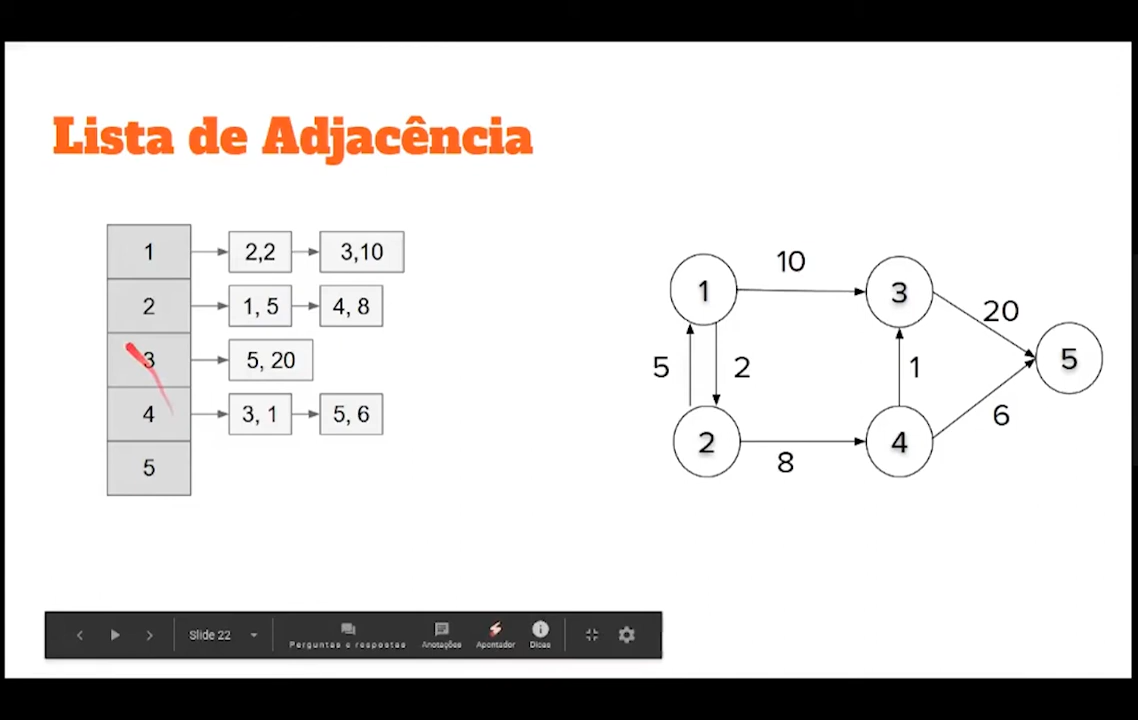 Lista de Adjacência
1 2,2 3,10
2 1, 5 4, 8
3 5, 20
4 3, 1 5, 6
5
10
1 3
20
5 2 1 5
6
2 4
8
Slide 22
Perguntas e respostas Anotações Apontador Dicas